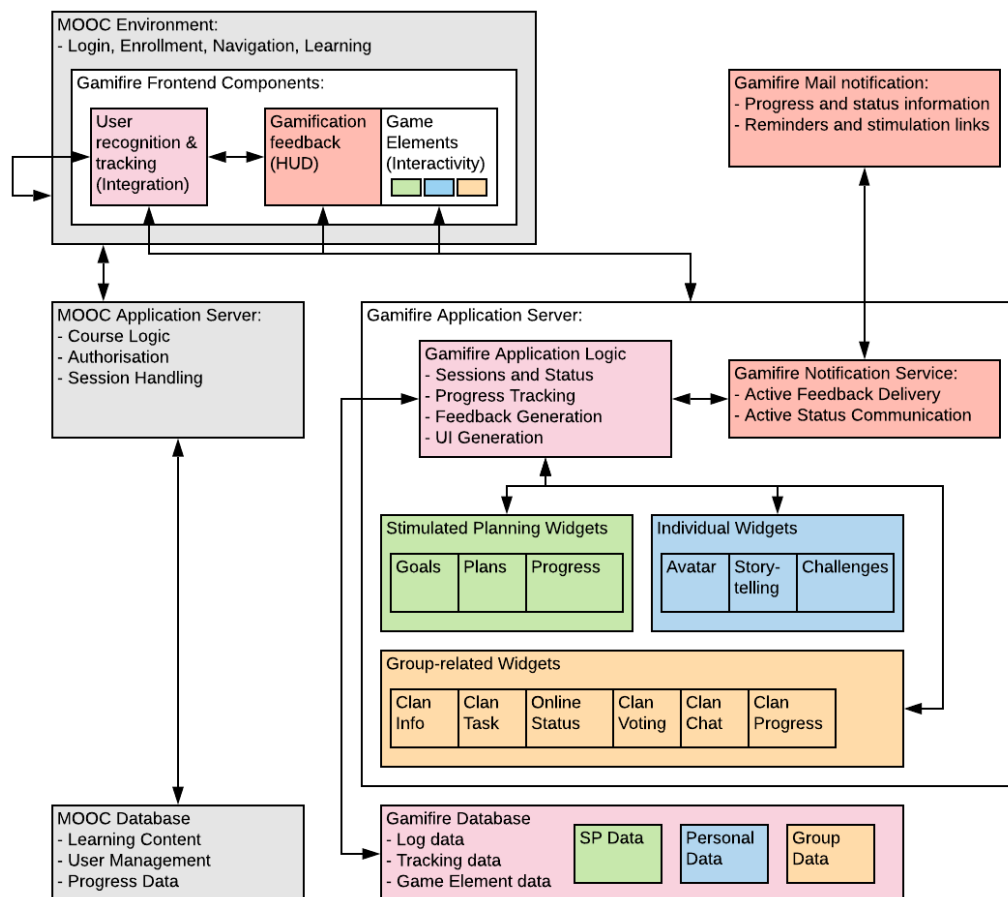 MOOC Environment:
- Login, Enrollment, Navigation, Learning
Gamifire Frontend Components:
User
recognition &
tracking
(Integration)
Gamification
feedback
(HUD)
Game
Elements
(Interactivity)
Gamifire Mail notification:
- Progress and status information
- Reminders and stimulation links
MOOC Application Server:
- Course Logic
- Authorisation
- Session Handling
Gamifire Application Server:
Gamifire Application Logic
- Sessions and Status
- Progress Tracking
- Feedback Generation
- UI Generation
Gamifire Notification Service:
- Active Feedback Delivery
- Active Status Communication
Stimulated Planning Widgets
Goals
Plans
Progress
Individual Widgets
Avatar
Story-
telling
Challenges
Group-related Widgets
Clan
Info
Clan
Task
Online
Status
Clan
Voting
Clan
Chat
Clan
Progress
MOOC Database
- Learning Content
- User Management
- Progress Data
Gamifire Database
- Log data
- Tracking data
- Game Element data
SP Data
Personal
Data
Group
Data